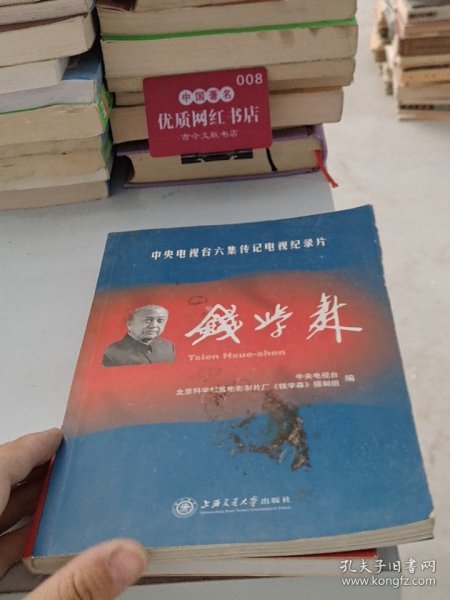 008
中国著名
优质网红书店
古今文献书店
中央电视台六集传记电视纪录片
钱学森
Tsien Hsue-shen
中央电视台
北京科学教育电影制片厂《钱学森》摄制组 编
上海交通大学出版社
孔夫子旧书网
www.kongfz.com